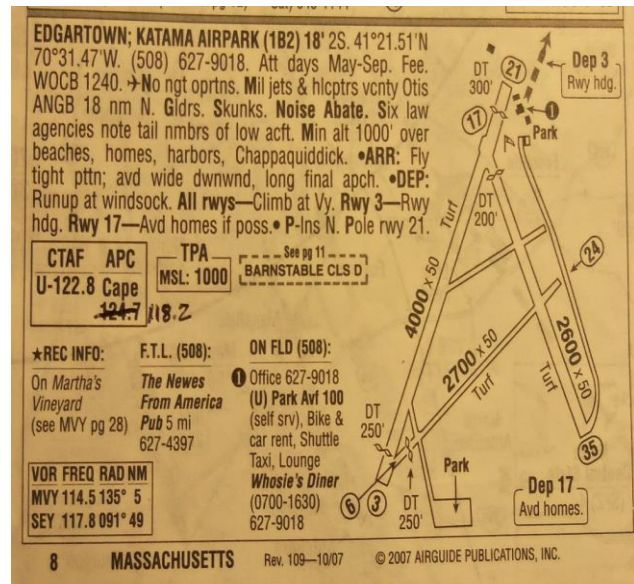 EDGARTOWN; KATAMA AIRPARK (1B2) 18' 2S. 41°21.51'N
70°31.47'W. (508) 627-9018. Att days May-Sep. Fee.
WOCB 1240. ✈No ngt oprtns. Mil jets & hlcptrs vcnty Otis
ANGB 18 nm N. Gldrs. Skunks. Noise Abate. Six law
agencies note tail nmbrs of low acft. Min alt 1000' over
beaches, homes, harbors, Chappaquiddick. •ARR: Fly
tight pttn; avd wide dwnwnd, long final apch. •DEP:
Runup at windsock. All rwys—Climb at Vy. Rwy 3—Rwy
hdg. Rwy 17—Avd homes if poss.• P-lns N. Pole rwy 21.
CTAF APC
U-122.8 Cape
124.7 118.2
TPA
MSL: 1000
See pg 11
BARNSTABLE CLS D
★REC INFO:
On Martha's
Vineyard
(see MVY pg 28)
F.T.L. (508):
The Newes
From America
Pub 5 mi
627-4397
ON FLD (508):
❶ Office 627-9018
(U) Park Avf 100
(self srv), Bike &
car rent, Shuttle
Taxi, Lounge
Whosie's Diner
(0700-1630)
627-9018
VOR FREQ RAD NM
MVY 114.5 135° 5
SEY 117.8 091° 49
DT
300'
21
Dep 3
Rwy hdg.
17
❶
Park
DT
200'
Turf
24
4000 x 50
2700 x 50
Turf
2600 x 50
Turf
DT
250'
35
6
3
DT
250'
Park
Dep 17
Avd homes.
8 MASSACHUSETTS Rev. 109—10/07 © 2007 AIRGUIDE PUBLICATIONS, INC.